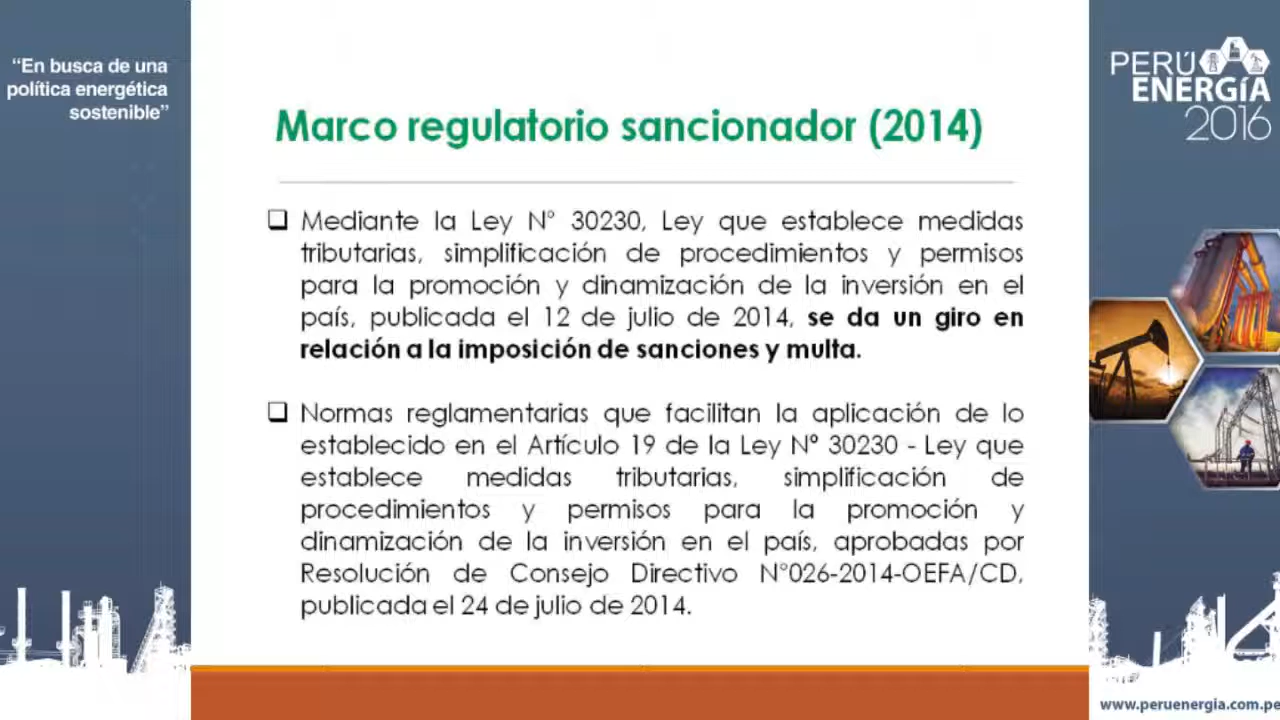 “En busca de una
política energética
sostenible”
PERÚ
ENERGÍA
2016
Marco regulatorio sancionador (2014)
❑ Mediante la Ley N° 30230, Ley que establece medidas
tributarias, simplificación de procedimientos y permisos
para la promoción y dinamización de la inversión en el
país, publicada el 12 de julio de 2014, se da un giro en
relación a la imposición de sanciones y multa.
❑ Normas reglamentarias que facilitan la aplicación de lo
establecido en el Artículo 19 de la Ley Nº 30230 - Ley que
establece medidas tributarias, simplificación de
procedimientos y permisos para la promoción y
dinamización de la inversión en el país, aprobadas por
Resolución de Consejo Directivo N°026-2014-OEFA/CD,
publicada el 24 de julio de 2014.
www.peruenergia.com.pe